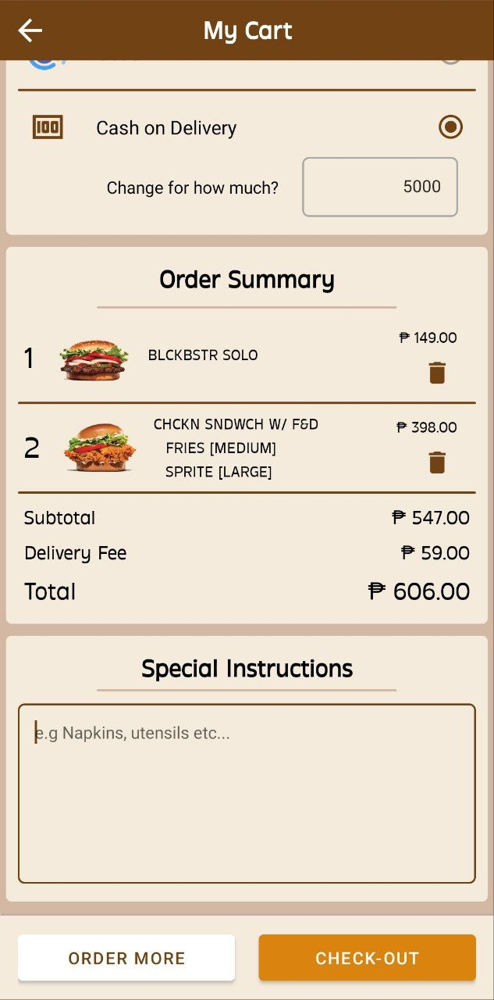 My Cart
100
Cash on Delivery
Change for how much?
5000
Order Summary
1
BLCKBSTR SOLO
₱ 149.00
2
CHCKN SNDWCH W/ F&D
FRIES [MEDIUM]
SPRITE [LARGE]
₱ 398.00
Subtotal
₱ 547.00
Delivery Fee
₱ 59.00
Total
₱ 606.00
Special Instructions
e.g Napkins, utensils etc...
ORDER MORE
CHECK-OUT